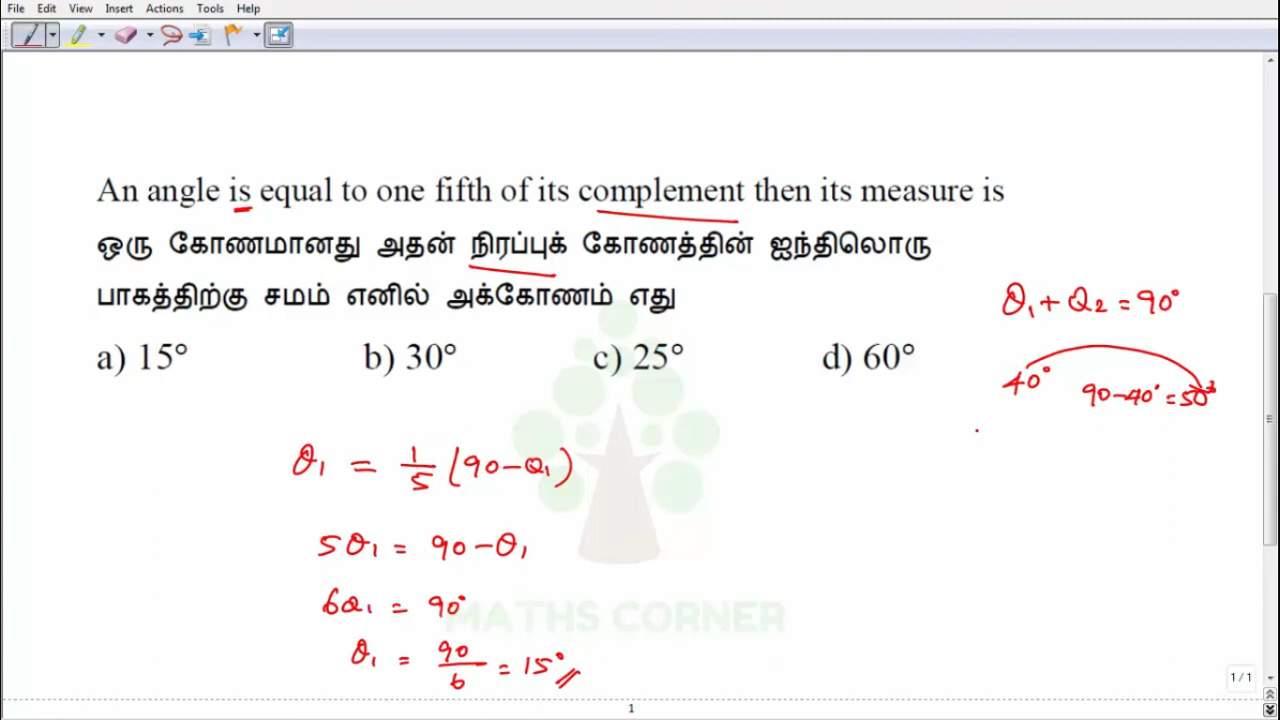 File Edit View Insert Actions Tools Help
An angle is equal to one fifth of its complement then its measure is
ஒரு கோணமானது அதன் நிரப்புக் கோணத்தின் ஐந்திலொரு
பாகத்திற்கு சமம் எனில் அக்கோணம் எது
θ₁ + θ₂ = 90°
a) 15° b) 30° c) 25° d) 60°
40° 90-40° = 50°
θ₁ = 1/5 (90-θ₁)
5θ₁ = 90-θ₁
6θ₁ = 90°
MATHS CORNER
θ₁ = 90/6 = 15°
1/1
1